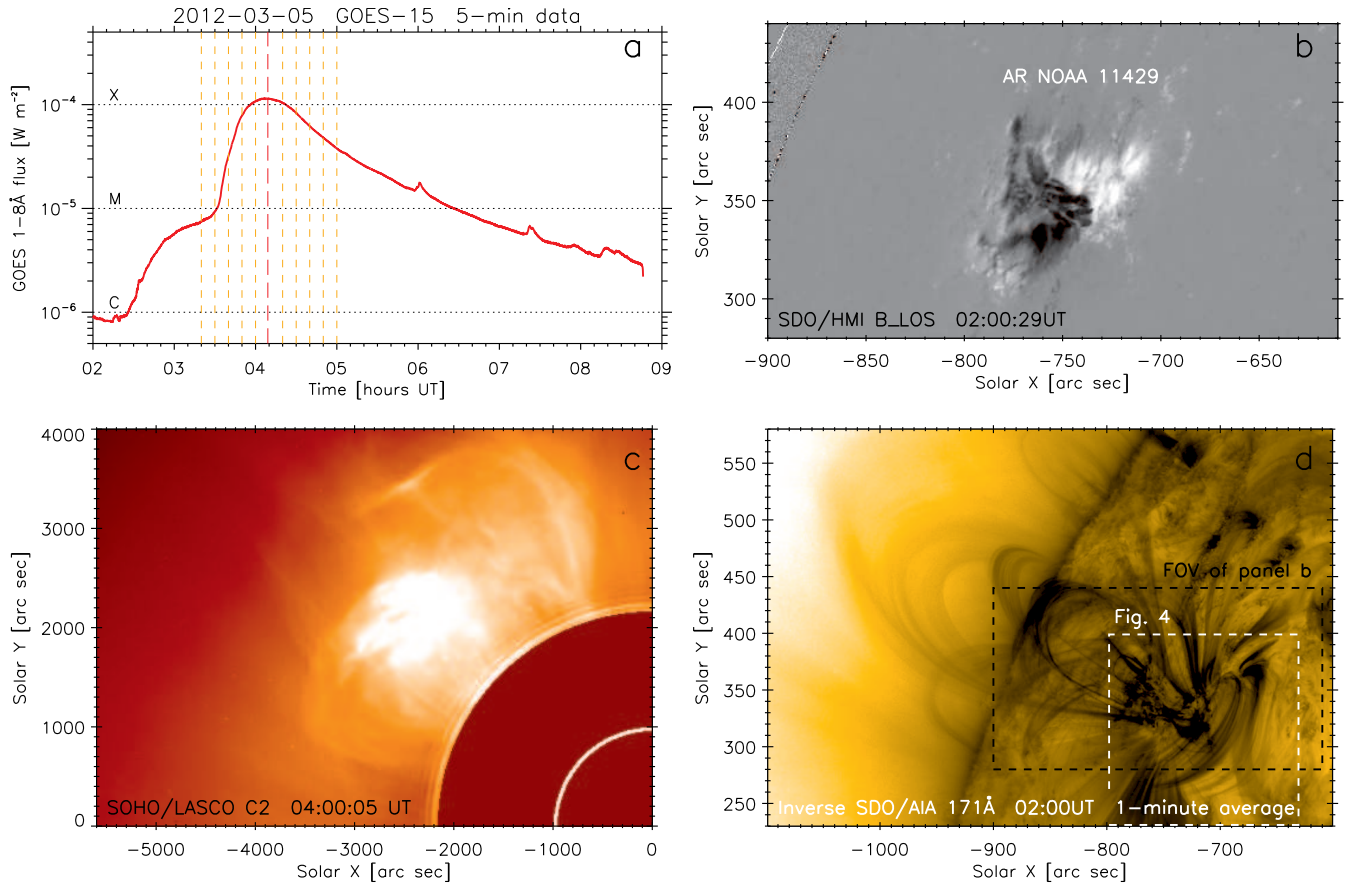 2012-03-05 GOES-15 5-min data
a
X
M
C
10⁻⁴
10⁻⁵
10⁻⁶
GOES 1-8Å flux [W m⁻²]
02 03 04 05 06 07 08 09
Time [hours UT]
b
AR NOAA 11429
SDO/HMI B_LOS 02:00:29UT
400
350
300
Solar Y [arc sec]
-900 -850 -800 -750 -700 -650
Solar X [arc sec]
c
SOHO/LASCO C2 04:00:05 UT
4000
3000
2000
1000
0
Solar Y [arc sec]
-5000 -4000 -3000 -2000 -1000 0
Solar X [arc sec]
d
FOV of panel b
Fig. 4
Inverse SDO/AIA 171Å 02:00UT 1-minute average
550
500
450
400
350
300
250
Solar Y [arc sec]
-1000 -900 -800 -700
Solar X [arc sec]